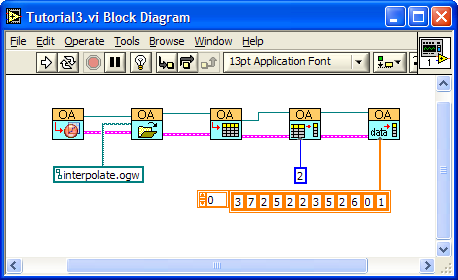 Tutorial3.vi Block Diagram
File Edit Operate Tools Browse Window Help
13pt Application Font
1
OA OA OA OA OA
data
interpolate.ogw
2
0 3 7 2 5 2 2 3 5 2 6 0 1